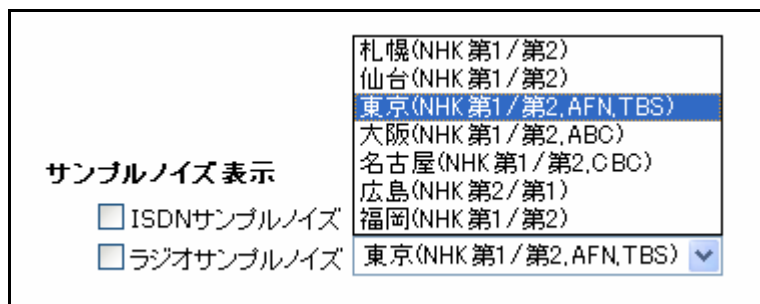 札幌(NHK第1/第2)
仙台(NHK第1/第2)
東京(NHK第1/第2,AFN,TBS)
大阪(NHK第1/第2,ABC)
名古屋(NHK第1/第2,CBC)
広島(NHK第2/第1)
福岡(NHK第1/第2)
サンプルノイズ表示
ISDNサンプルノイズ
ラジオサンプルノイズ 東京(NHK第1/第2,AFN,TBS)